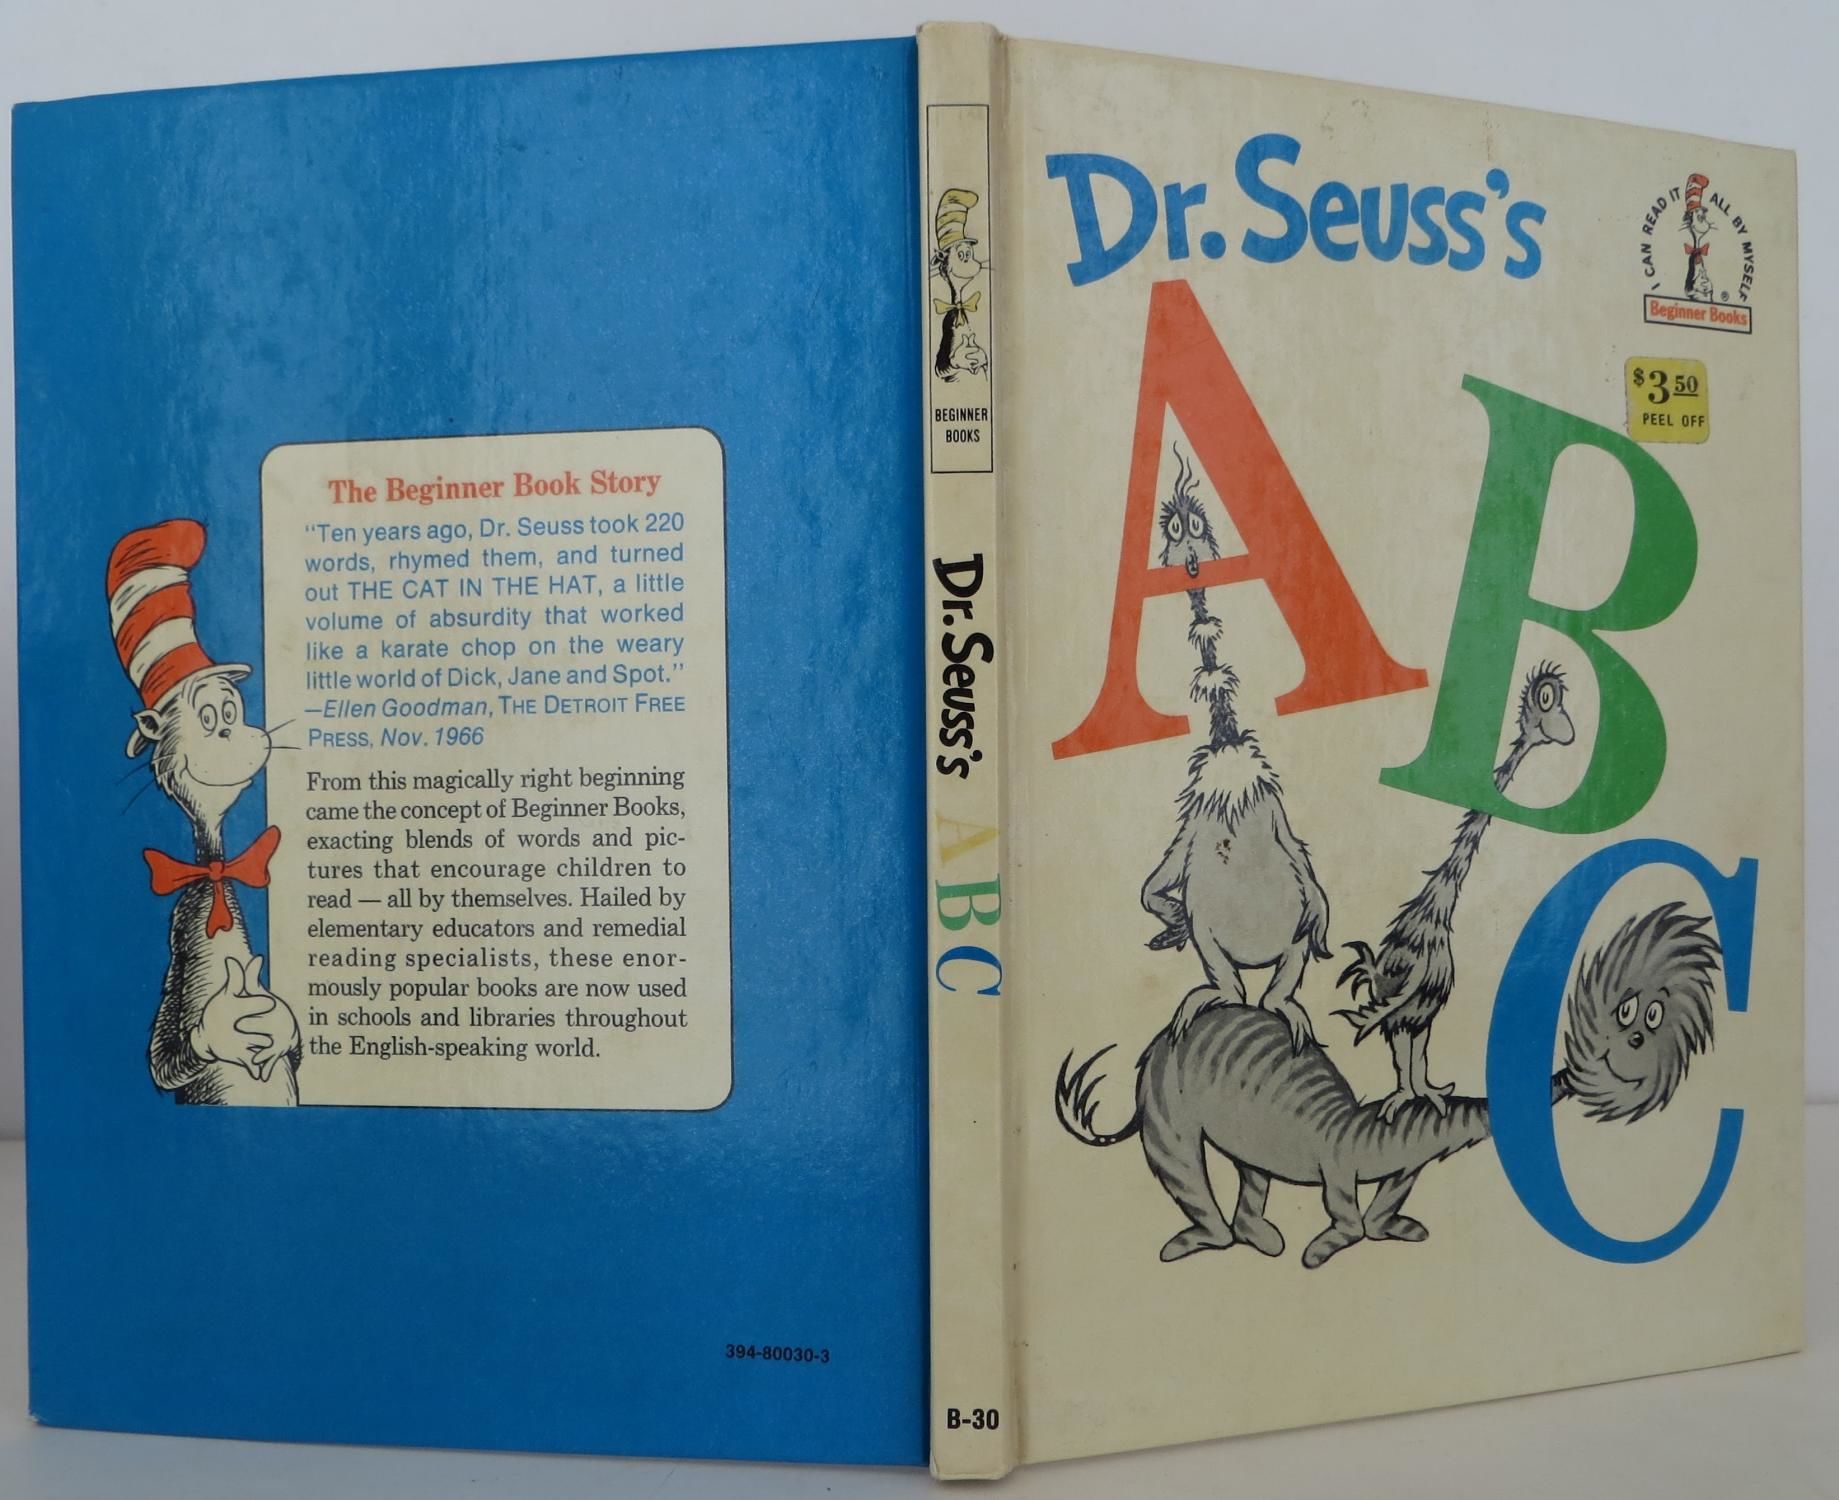 The Beginner Book Story
“Ten years ago, Dr. Seuss took 220
words, rhymed them, and turned
out THE CAT IN THE HAT, a little
volume of absurdity that worked
like a karate chop on the weary
little world of Dick, Jane and Spot.”
—Ellen Goodman, THE DETROIT FREE
PRESS, Nov. 1966
From this magically right beginning
came the concept of Beginner Books,
exacting blends of words and pic-
tures that encourage children to
read — all by themselves. Hailed by
elementary educators and remedial
reading specialists, these enor-
mously popular books are now used
in schools and libraries throughout
the English-speaking world.
394-80030-3
BEGINNER
BOOKS
Dr. Seuss's ABC
B-30
Dr. Seuss's
A
B
C
I CAN READ IT ALL BY MYSELF
®
Beginner Books
$3.50
PEEL OFF